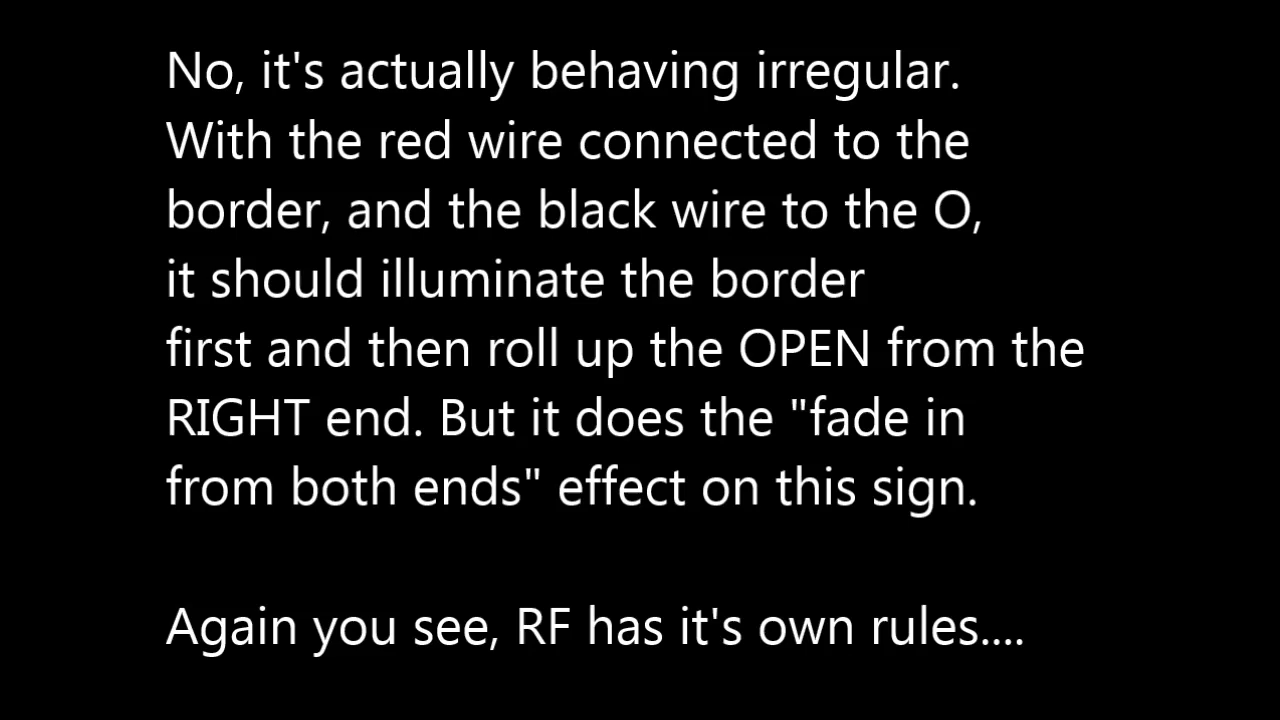 No, it's actually behaving irregular.
With the red wire connected to the
border, and the black wire to the O,
it should illuminate the border
first and then roll up the OPEN from the
RIGHT end. But it does the "fade in
from both ends" effect on this sign.
Again you see, RF has it's own rules....